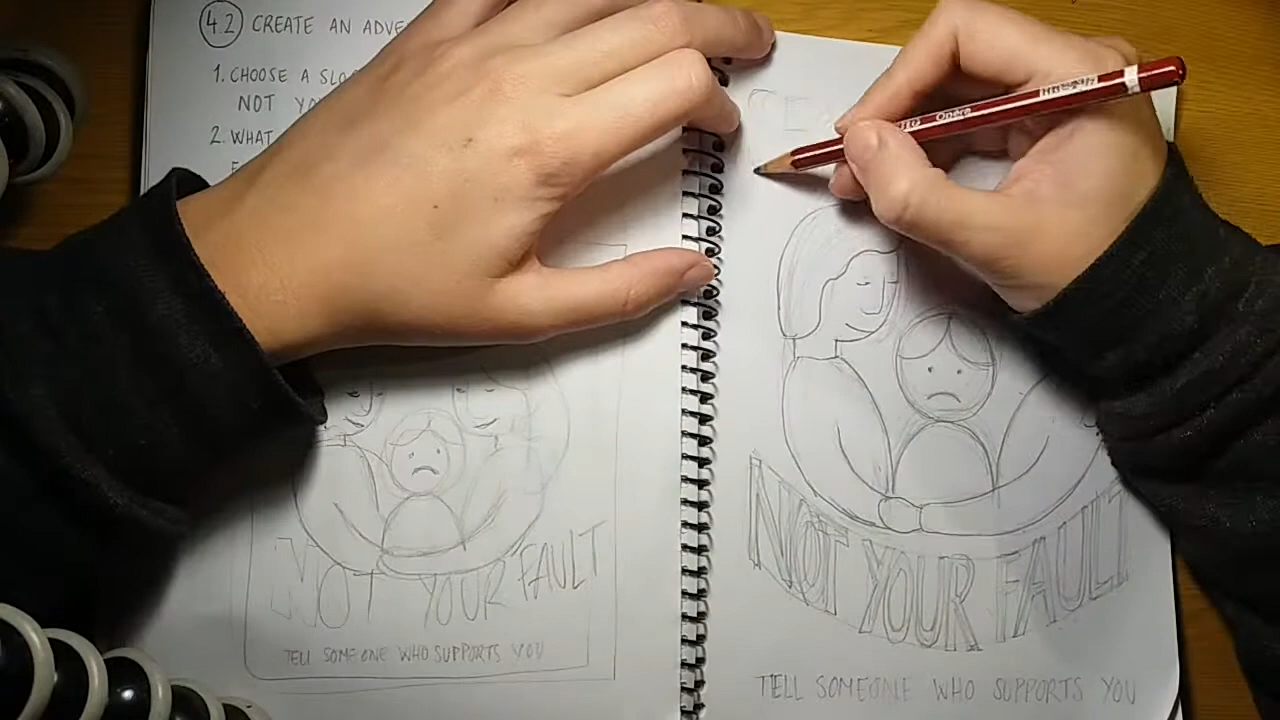 4.2 CREATE AN ADVE
1. CHOOSE A SLO
NOT YO
2. WHAT
NOT YOUR FAULT
TELL SOMEONE WHO SUPPORTS YOU
Opera
NOT YOUR FAULT
TELL SOMEONE WHO SUPPORTS YOU